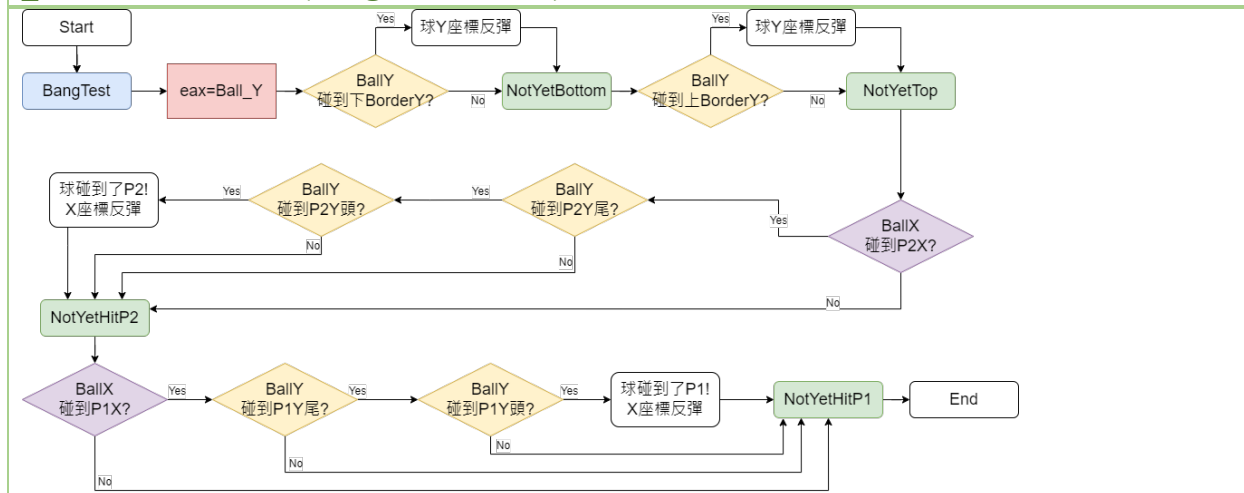 Start
Yes
球Y座標反彈
Yes
球Y座標反彈
BangTest
eax=Ball_Y
BallY
碰到下BorderY?
No
NotYetBottom
BallY
碰到上BorderY?
No
NotYetTop
BallX
碰到P2X?
Yes
BallY
碰到P2Y尾?
Yes
BallY
碰到P2Y頭?
Yes
球碰到了P2!
X座標反彈
No
No
No
NotYetHitP2
BallX
碰到P1X?
Yes
BallY
碰到P1Y尾?
Yes
BallY
碰到P1Y頭?
Yes
球碰到了P1!
X座標反彈
NotYetHitP1
End
No
No
No